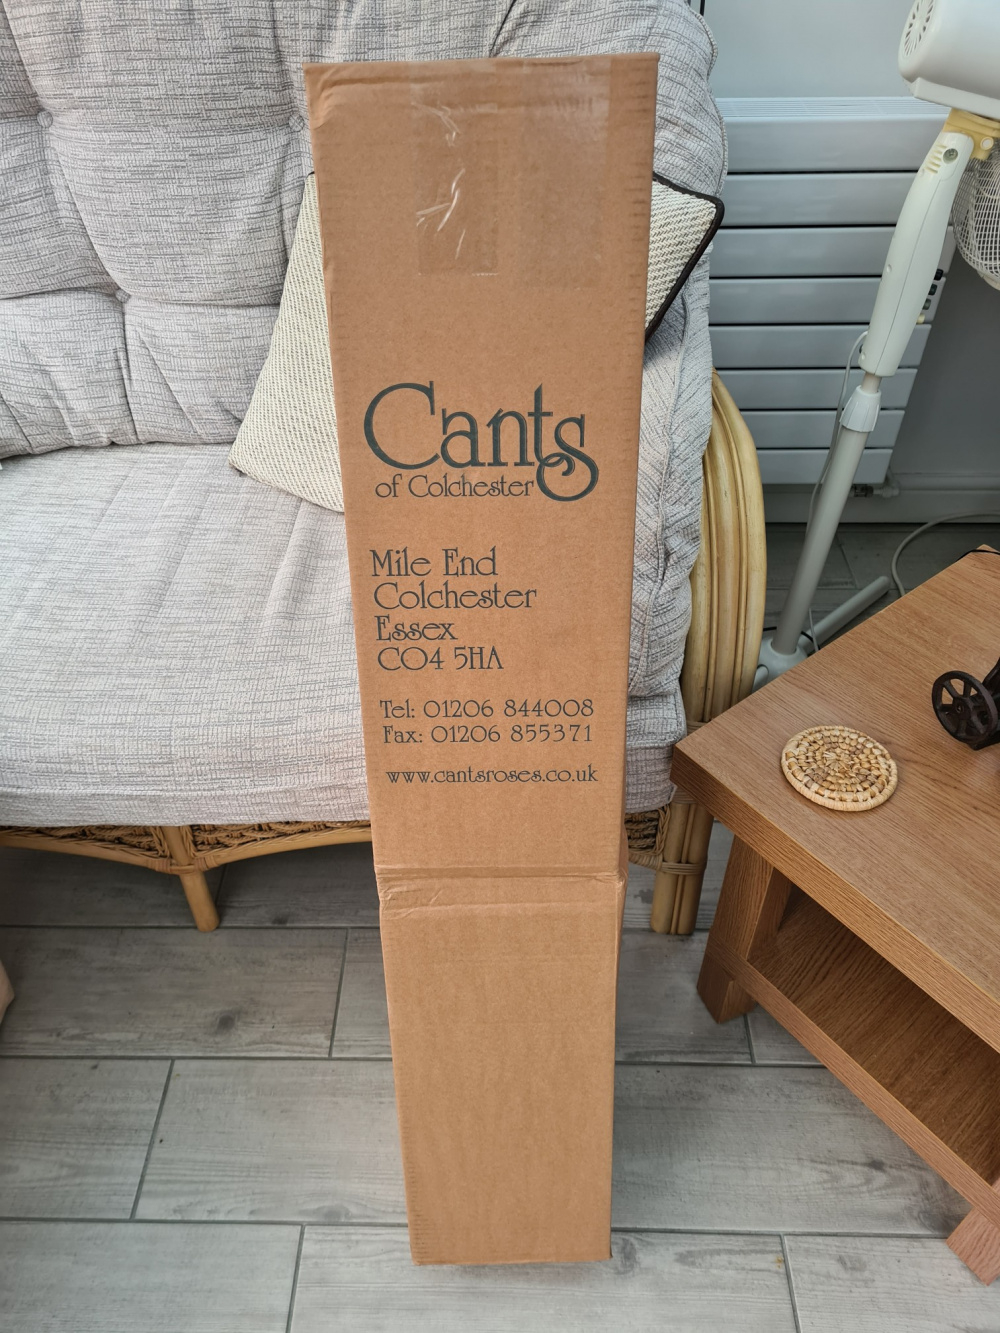 Cants
of Colchester
Mile End
Colchester
Essex
CO4 5HA
Tel: 01206 844008
Fax: 01206 855371
www.cantsroses.co.uk